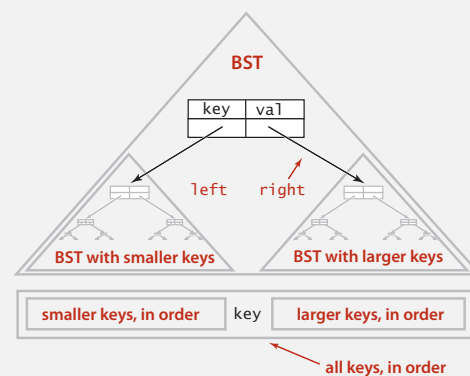 BST
key val
left right
BST with smaller keys BST with larger keys
smaller keys, in order key larger keys, in order
all keys, in order